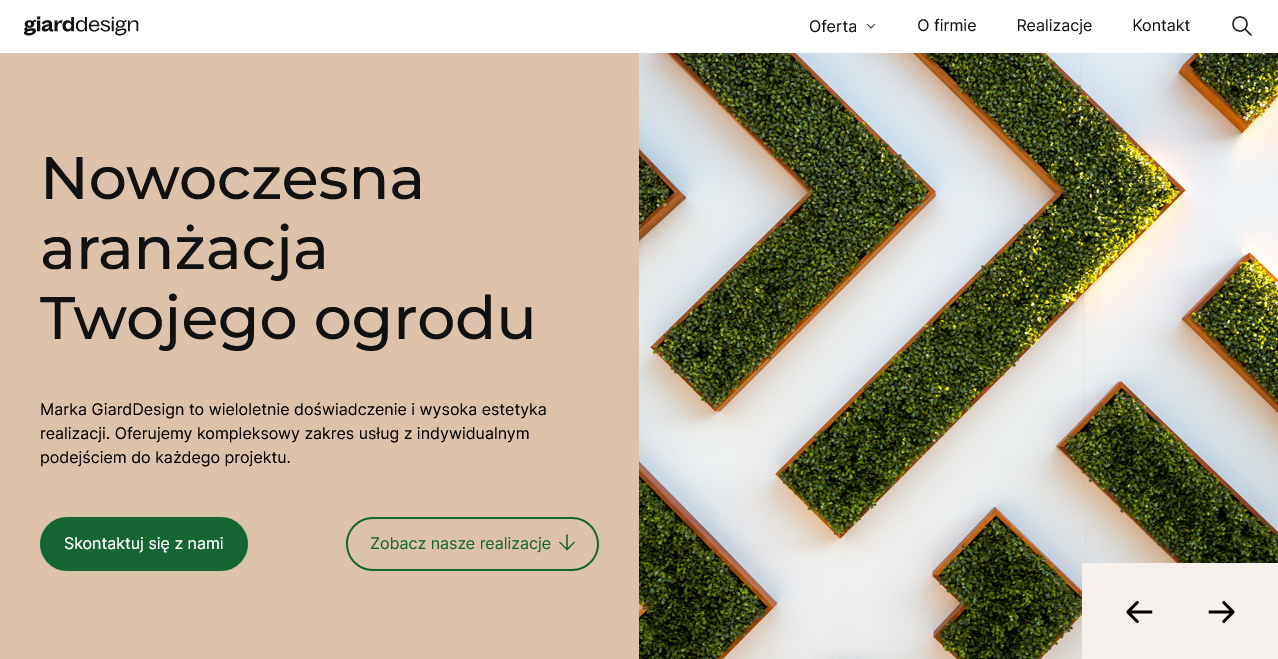 giarddesign
Oferta
O firmie
Realizacje
Kontakt
Nowoczesna
aranżacja
Twojego ogrodu
Marka GiardDesign to wieloletnie doświadczenie i wysoka estetyka
realizacji. Oferujemy kompleksowy zakres usług z indywidualnym
podejściem do każdego projektu.
Skontaktuj się z nami
Zobacz nasze realizacje